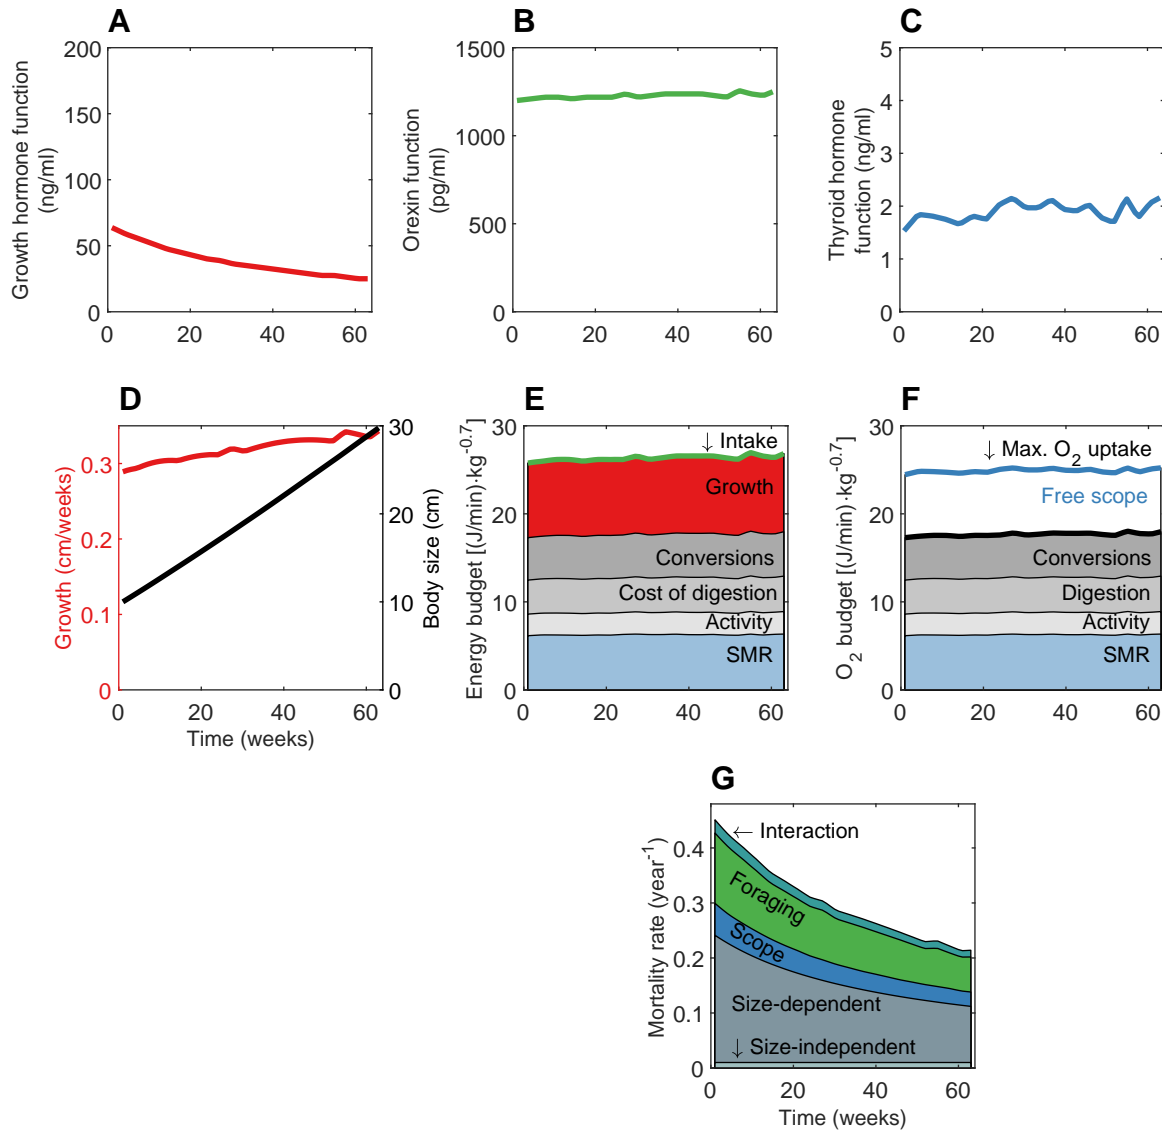 A
B
C
200
150
100
50
0
0
20
40
60
Growth hormone function
(ng/ml)
1500
1000
500
0
0
20
40
60
Orexin function
(pg/ml)
5
4
3
2
1
0
0
20
40
60
Thyroid hormone
function (ng/ml)
D
E
F
0.3
0.2
0.1
0
Growth (cm/weeks)
30
20
10
0
Body size (cm)
0
20
40
60
Time (weeks)
30
20
10
0
Energy budget [(J/min)·kg⁻⁰·⁷]
↓ Intake
Growth
Conversions
Cost of digestion
Activity
SMR
0
20
40
60
30
20
10
0
O₂ budget [(J/min)·kg⁻⁰·⁷]
↓ Max. O₂ uptake
Free scope
Conversions
Digestion
Activity
SMR
0
20
40
60
G
0.4
0.3
0.2
0.1
0
Mortality rate (year⁻¹)
← Interaction
Foraging
Scope
Size-dependent
↓ Size-independent
0
20
40
60
Time (weeks)